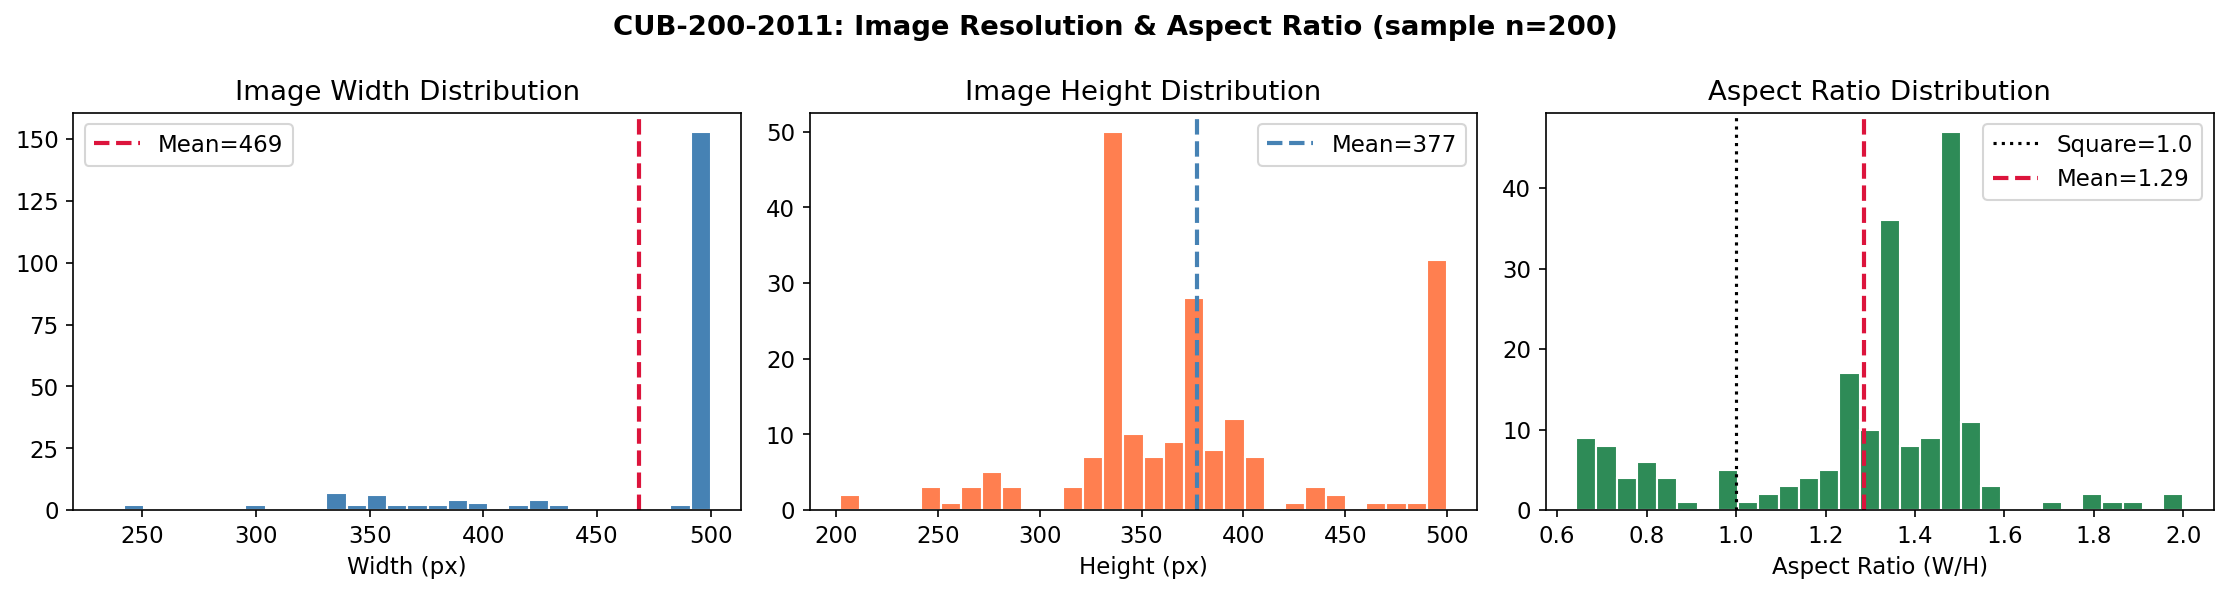 CUB-200-2011: Image Resolution & Aspect Ratio (sample n=200)
Image Width Distribution
Mean=469
150
125
100
75
50
25
0
250 300 350 400 450 500
Width (px)
Image Height Distribution
Mean=377
50
40
30
20
10
0
200 250 300 350 400 450 500
Height (px)
Aspect Ratio Distribution
Square=1.0
Mean=1.29
40
30
20
10
0
0.6 0.8 1.0 1.2 1.4 1.6 1.8 2.0
Aspect Ratio (W/H)